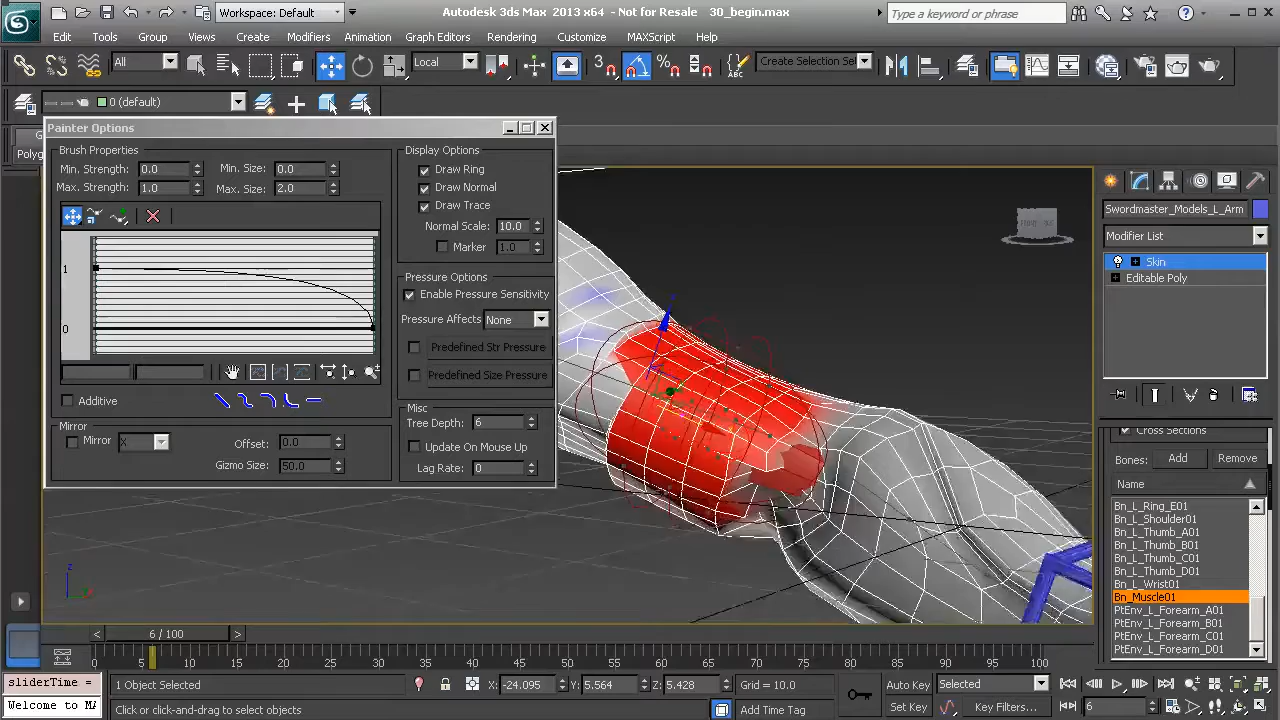 Workspace: Default
Autodesk 3ds Max 2013 x64 - Not for Resale 30_begin.max
Type a keyword or phrase
Edit Tools Group Views Create Modifiers Animation Graph Editors Rendering Customize MAXScript Help
All
Local
3
%
Create Selection Se
0 (default)
Polyg
Painter Options
Brush Properties
Min. Strength: 0.0 Min. Size: 0.0
Max. Strength: 1.0 Max. Size: 2.0
1
0
Additive
Mirror
Mirror X Offset: 0.0
Gizmo Size: 50.0
Display Options
Draw Ring
Draw Normal
Draw Trace
Normal Scale: 10.0
Marker 1.0
Pressure Options
Enable Pressure Sensitivity
Pressure Affects None
Predefined Str Pressure
Predefined Size Pressure
Misc
Tree Depth: 6
Update On Mouse Up
Lag Rate: 0
z
Swordmaster_Models_L_Arm
Modifier List
Skin
Editable Poly
Cross Sections
Bones: Add Remove
Name
Bn_L_Ring_E01
Bn_L_Shoulder01
Bn_L_Thumb_A01
Bn_L_Thumb_B01
Bn_L_Thumb_C01
Bn_L_Thumb_D01
Bn_L_Wrist01
Bn_Muscle01
PtEnv_L_Forearm_A01
PtEnv_L_Forearm_B01
PtEnv_L_Forearm_C01
PtEnv_L_Forearm_D01
< 6 / 100 >
0 5 10 15 20 25 30 35 40 45 50 55 60 65 70 75 80 85 90 95 100
sliderTime =
Welcome to MA
1 Object Selected
X: -24.095 Y: 5.564 Z: 5.428 Grid = 10.0
Click or click-and-drag to select objects
Add Time Tag
Auto Key Selected
Set Key Key Filters...
6